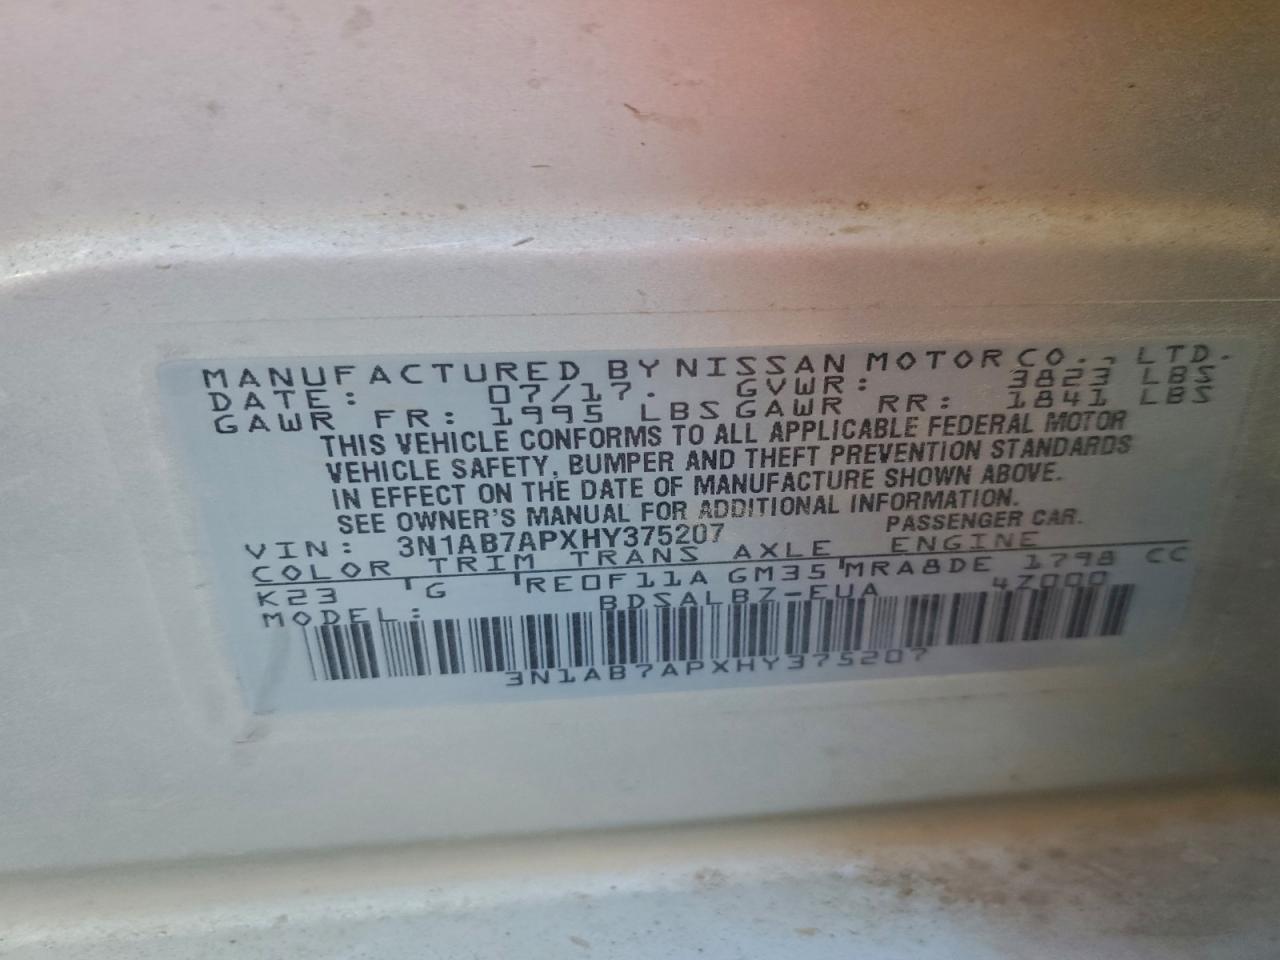 MANUFACTURED BY NISSAN MOTOR CO., LTD.
DATE: 07/17. GVWR: 3823 LBS
GAWR FR: 1995 LBS GAWR RR: 1841 LBS
THIS VEHICLE CONFORMS TO ALL APPLICABLE FEDERAL MOTOR
VEHICLE SAFETY, BUMPER AND THEFT PREVENTION STANDARDS
IN EFFECT ON THE DATE OF MANUFACTURE SHOWN ABOVE.
SEE OWNER'S MANUAL FOR ADDITIONAL INFORMATION.
VIN: 3N1AB7APXHY375207 PASSENGER CAR.
COLOR TRIM TRANS AXLE ENGINE
K23 G RE0F11A GM35 MRA8DE 1798 CC
MODEL: BDSALBZ-EUA 4Z000
3N1AB7APXHY375207